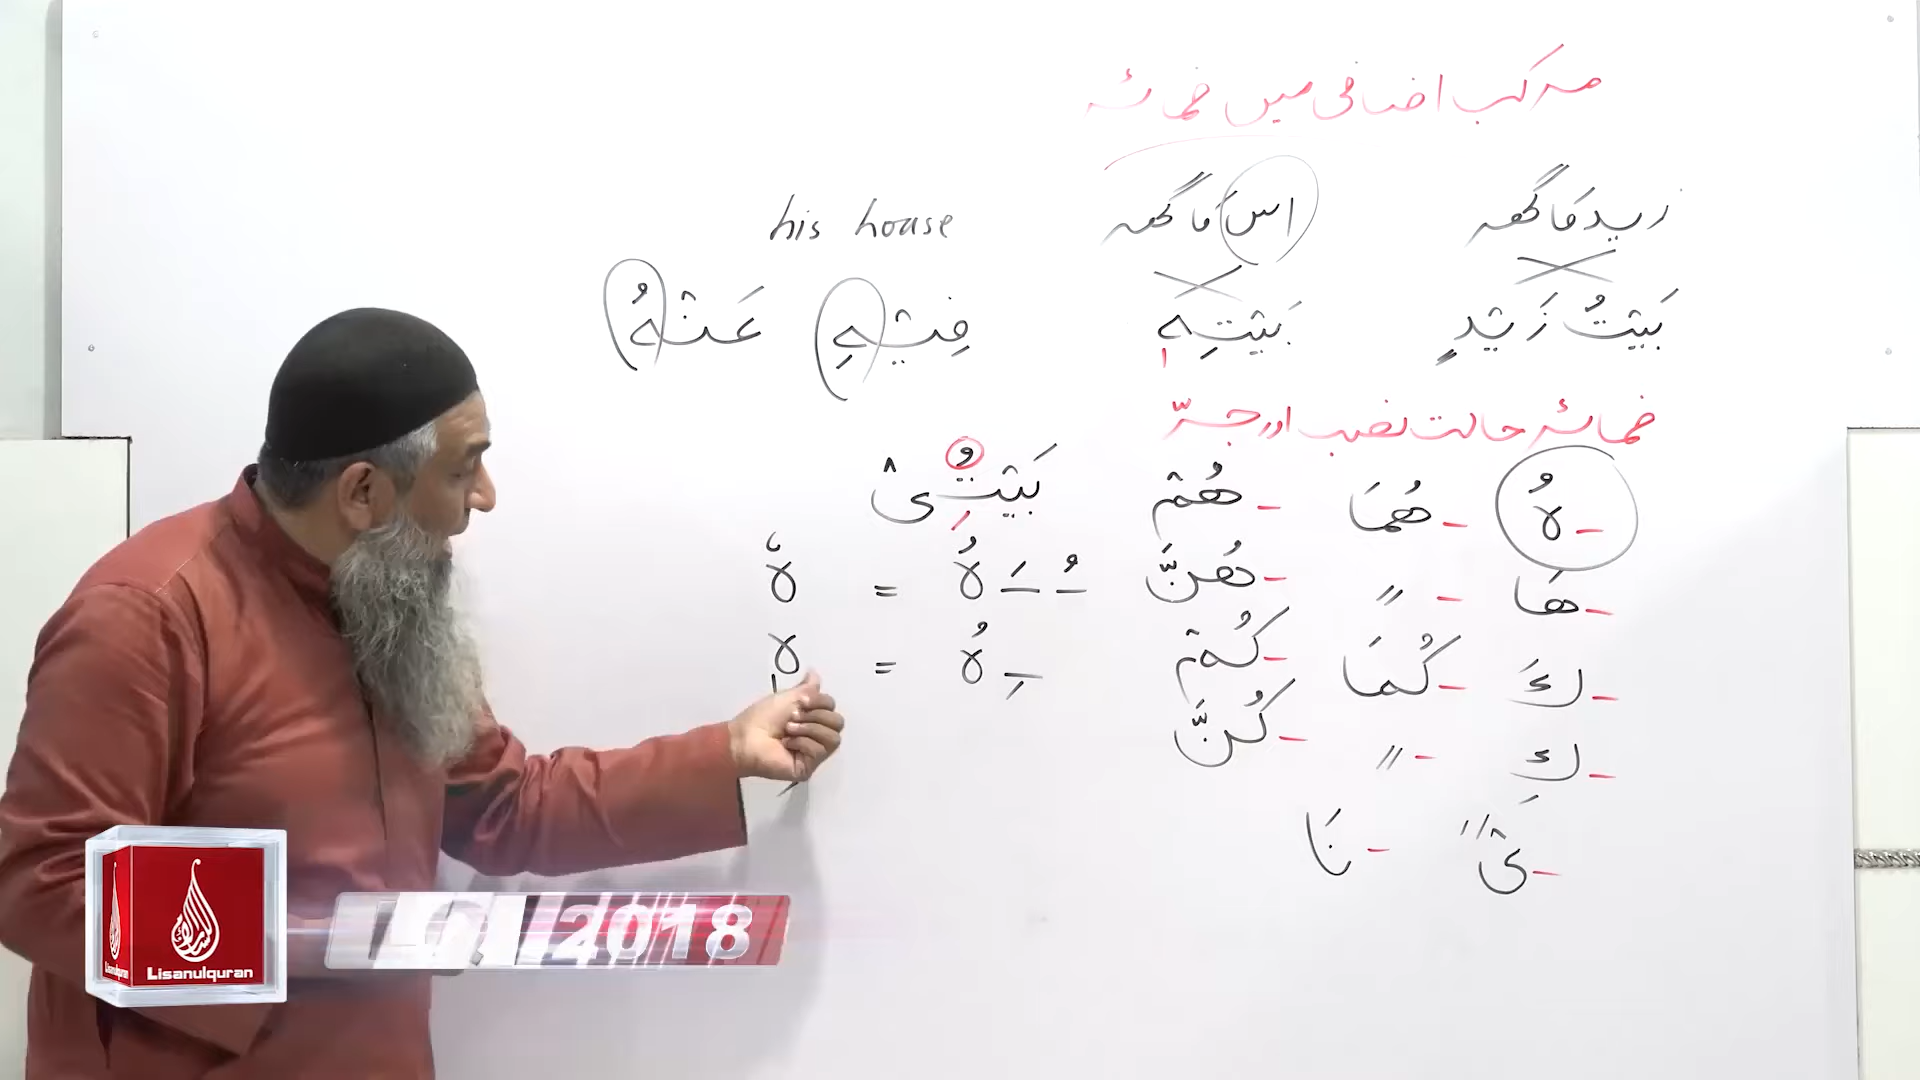 مرکب اضافی میں ضمائر
زید کا گھر اس کا گھر his house
بَيْتُ زَيْدٍ بَيْتِهٖ فِيْهِ عَنْهُ
ضمائر حالت نصب اور جرّ
-هُ -هُمَا -هُمْ بَيْتِیْ
-هَا -〃 -هُنَّ ـُ ـَ هُ = هٗ
-كَ -كُمَا -كُمْ ـِ هُ = هٖ
-كِ -〃 -كُنَّ
-یْ -نَا
LQ 2018
Lisanulquran